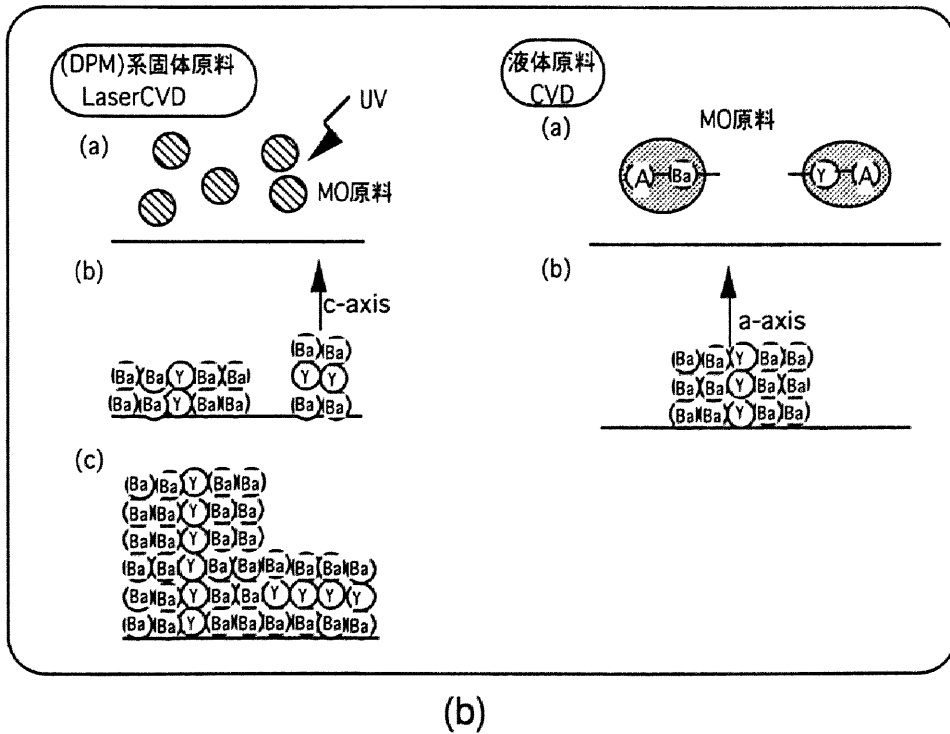 (DPM)系固体原料
LaserCVD
(a)
UV
MO原料
(b)
c-axis
Ba Ba
Ba Ba Y Ba Ba Y Y
Ba Ba Y Ba Ba Ba Ba
(c)
Ba Ba Y Ba Ba
Ba Ba Y Ba Ba
Ba Ba Y Ba Ba
Ba Ba Y Ba Ba Ba Ba Ba Ba
Ba Ba Y Ba Ba Y Y Y Y
Ba Ba Y Ba Ba Ba Ba Ba Ba
液体原料
CVD
(a)
MO原料
A Ba Y A
(b)
a-axis
Ba Ba Y Ba Ba
Ba Ba Y Ba Ba
Ba Ba Y Ba Ba
(b)